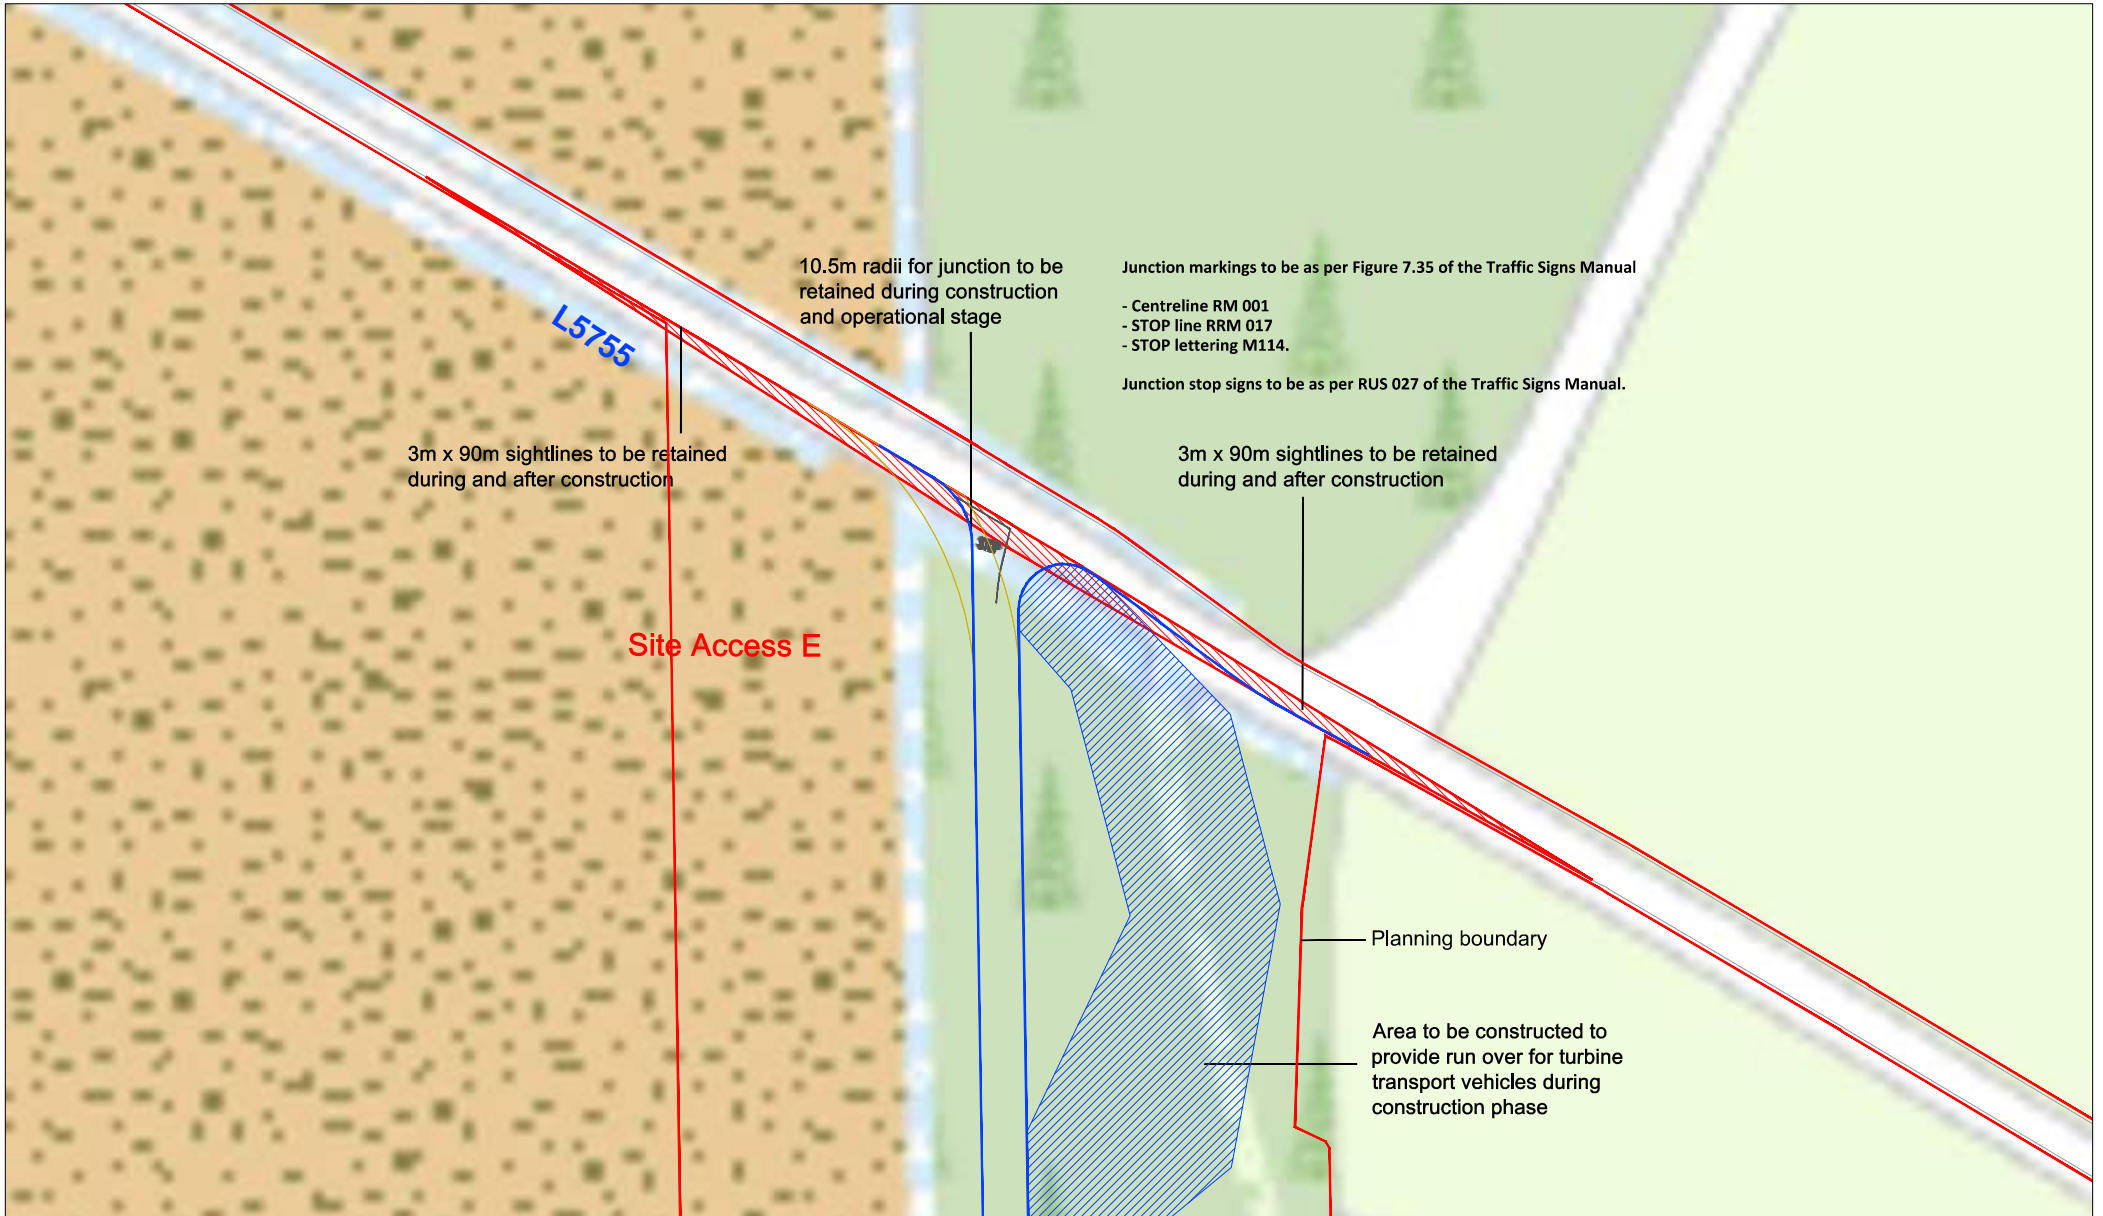 10.5m radii for junction to be
retained during construction
and operational stage
Junction markings to be as per Figure 7.35 of the Traffic Signs Manual
- Centreline RM 001
- STOP line RRM 017
- STOP lettering M114.
Junction stop signs to be as per RUS 027 of the Traffic Signs Manual.
L5755
3m x 90m sightlines to be retained
during and after construction
3m x 90m sightlines to be retained
during and after construction
Site Access E
Planning boundary
Area to be constructed to
provide run over for turbine
transport vehicles during
construction phase